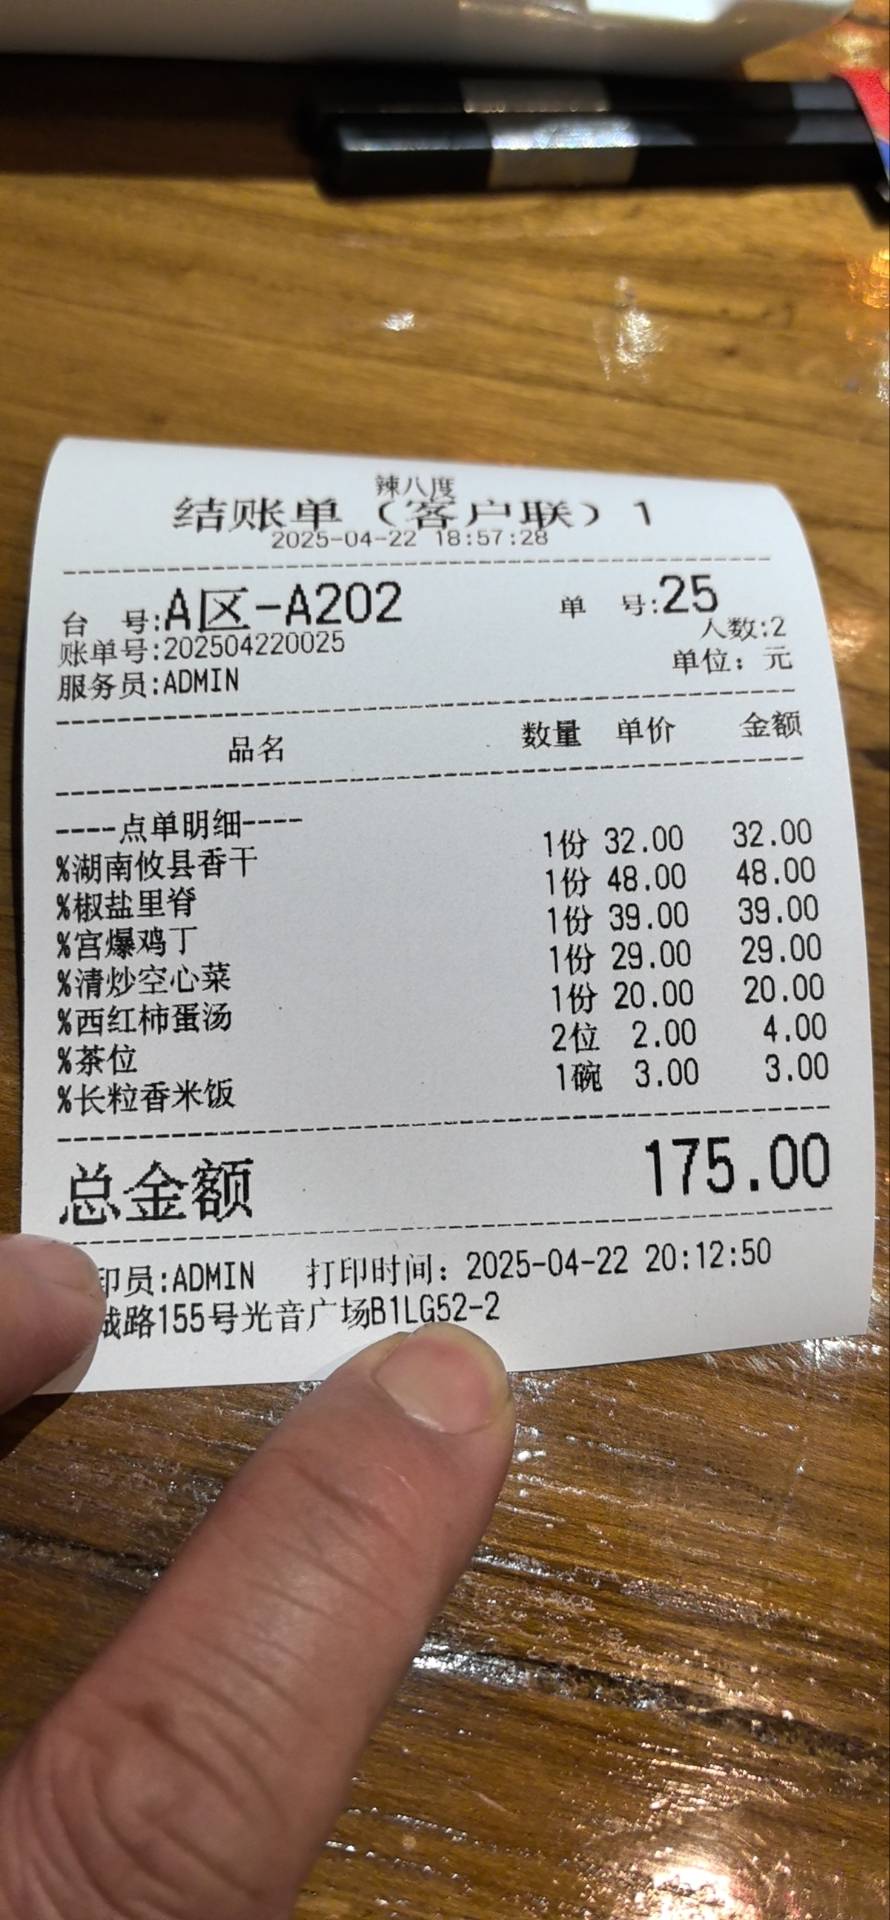 辣八度
结账单（客户联）1
2025-04-22 18:57:28
台 号:A区-A202 单 号:25
账单号:202504220025 人数:2
服务员:ADMIN 单位：元
品名 数量 单价 金额
----点单明细----
%湖南攸县香干 1份 32.00 32.00
%椒盐里脊 1份 48.00 48.00
%宫爆鸡丁 1份 39.00 39.00
%清炒空心菜 1份 29.00 29.00
%西红柿蛋汤 1份 20.00 20.00
%茶位 2位 2.00 4.00
%长粒香米饭 1碗 3.00 3.00
总金额 175.00
印员:ADMIN 打印时间：2025-04-22 20:12:50
城路155号光音广场B1LG52-2